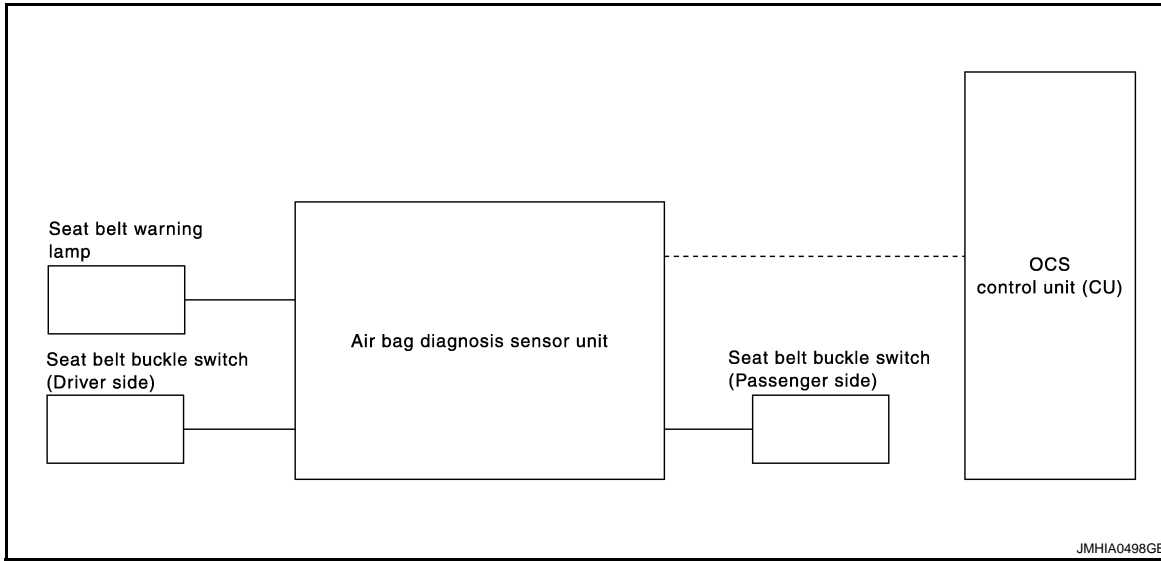 Seat belt warning
lamp
Seat belt buckle switch
(Driver side)
Air bag diagnosis sensor unit
Seat belt buckle switch
(Passenger side)
OCS
control unit (CU)
JMHIA0498GB